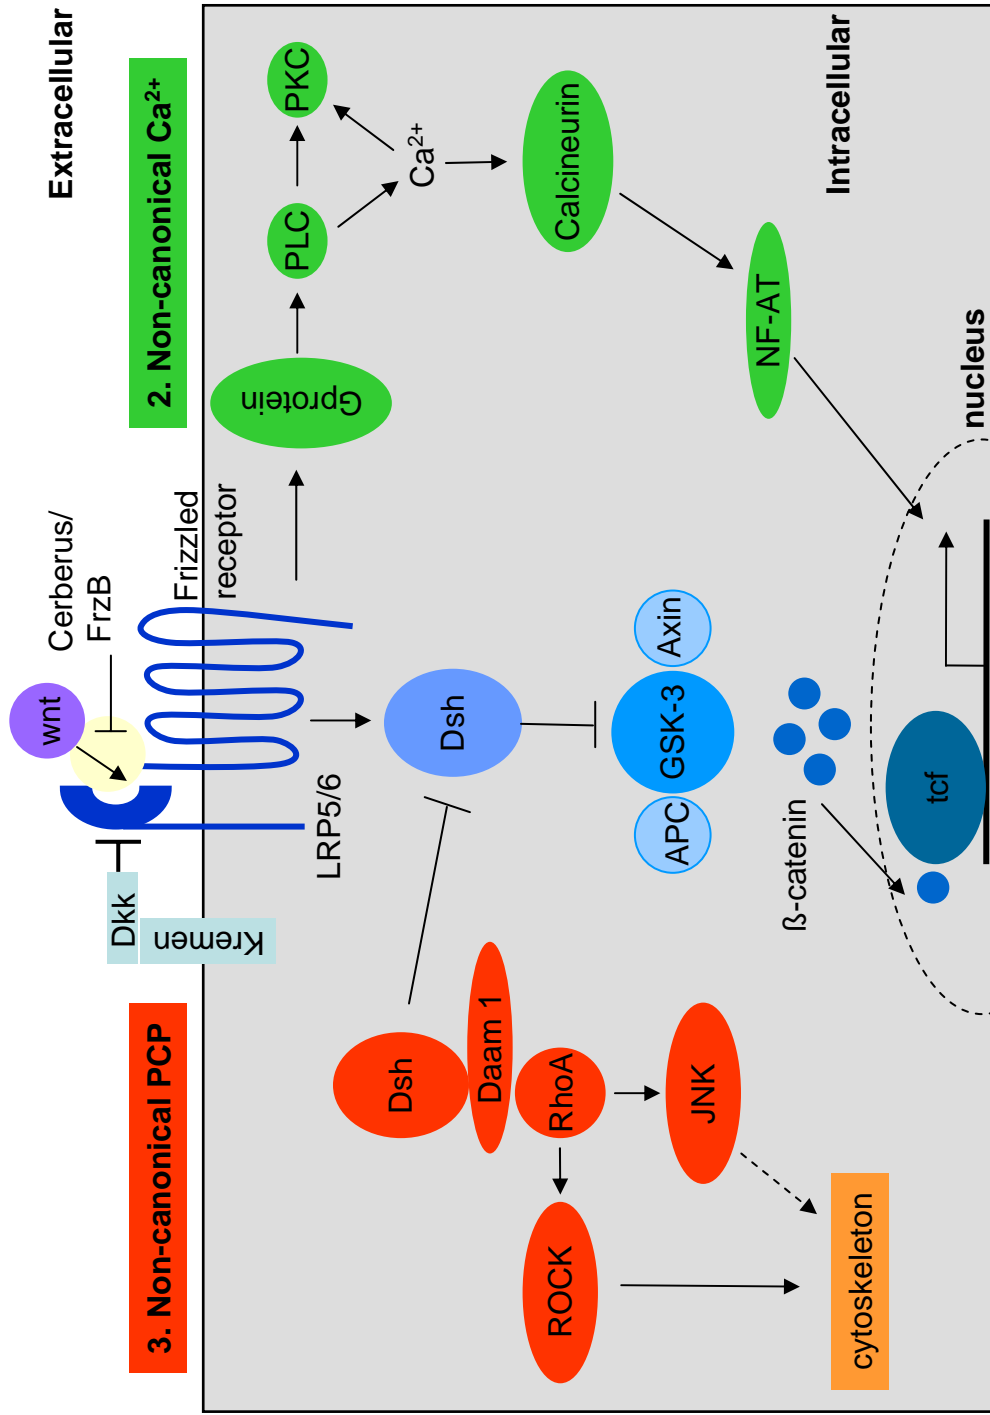 Extracellular
3. Non-canonical PCP
2. Non-canonical Ca²⁺
wnt
Cerberus/
FrzB
Dkk
Kremen
Frizzled
receptor
LRP5/6
Gprotein
PLC
PKC
Ca²⁺
Calcineurin
NF-AT
Dsh
Dsh
Daam 1
RhoA
ROCK
JNK
cytoskeleton
APC
GSK-3
Axin
ß-catenin
tcf
Intracellular
nucleus